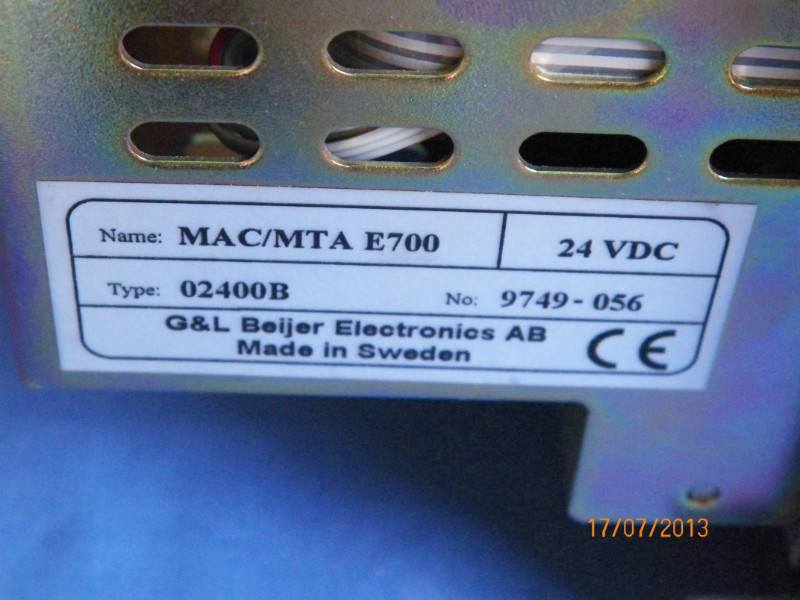 Name: MAC/MTA E700 24 VDC
Type: 02400B No: 9749-056
G&L Beijer Electronics AB
Made in Sweden CE
17/07/2013